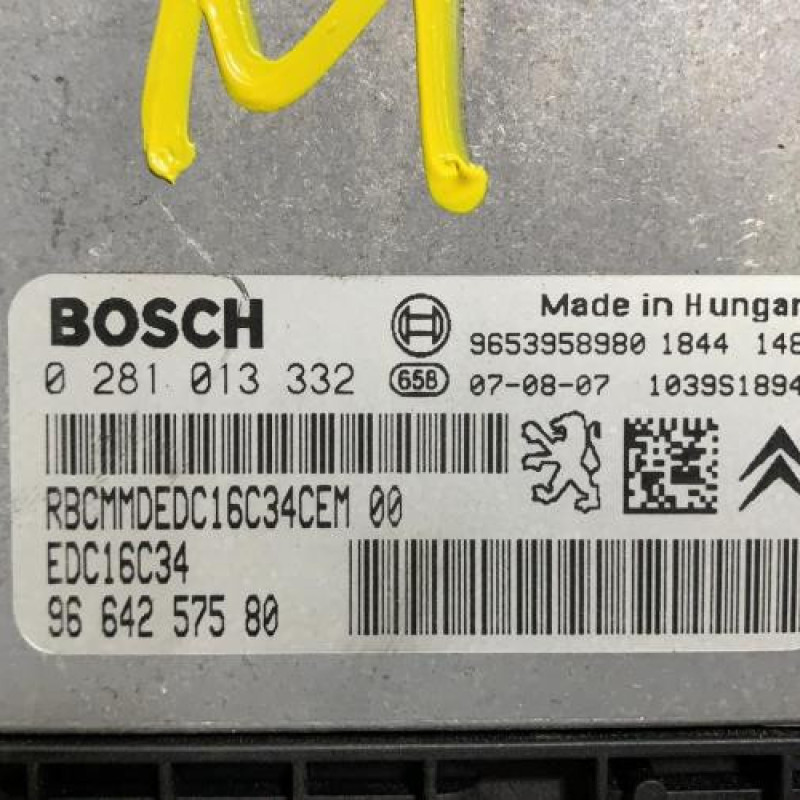 BOSCH
Made in Hungar
9653958980 1844 148
0 281 013 332
658 07-08-07 1039S1894
RBCMMDEDC16C34CEM 00
EDC16C34
96 642 575 80